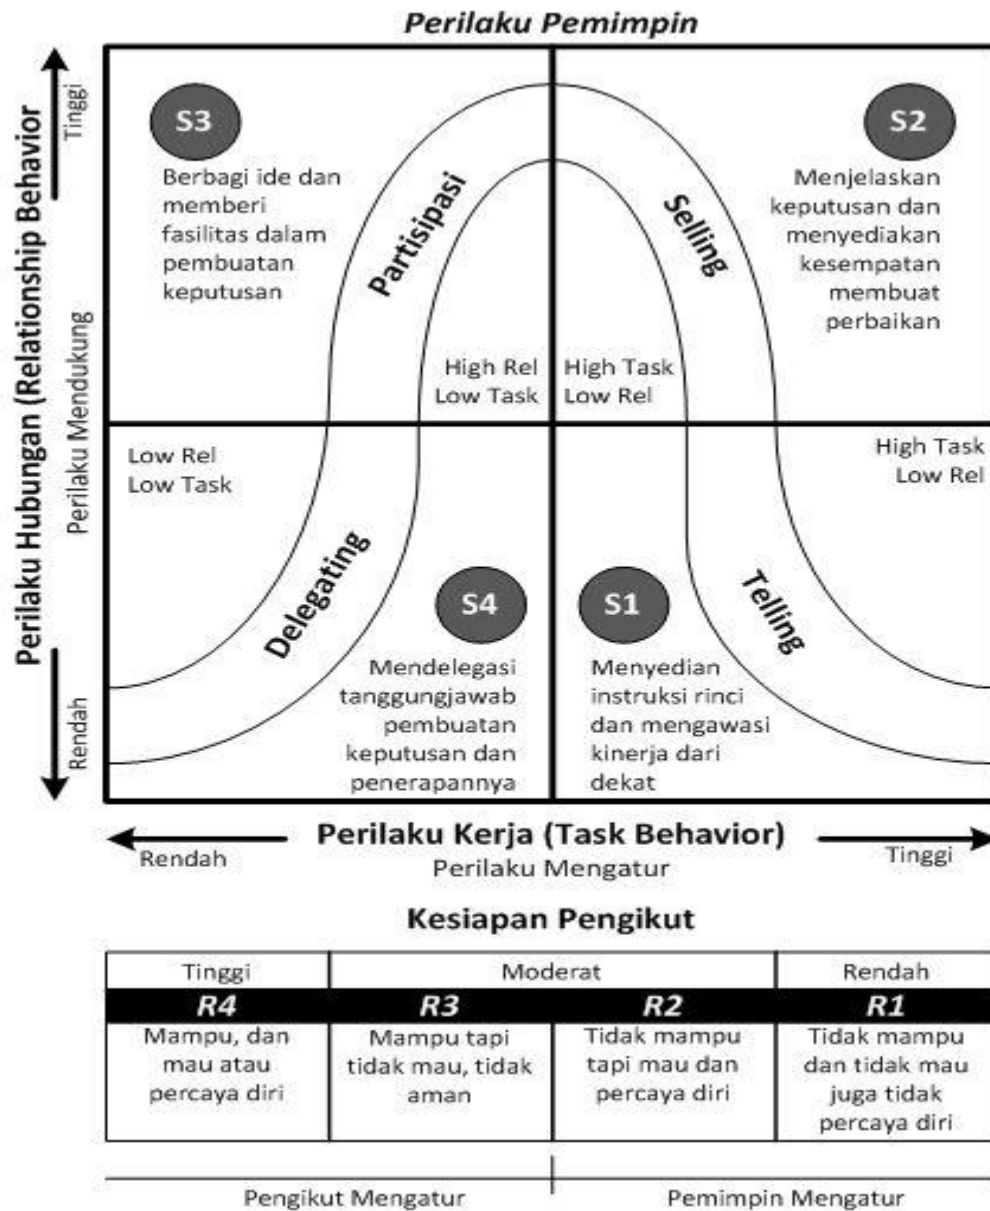 Perilaku Pemimpin
Perilaku Hubungan (Relationship Behavior
Perilaku Mendukung
Tinggi
Rendah
S3
Berbagi ide dan
memberi
fasilitas dalam
pembuatan
keputusan
Partisipasi
High Rel
Low Task
S2
Menjelaskan
keputusan dan
menyediakan
kesempatan
membuat
perbaikan
Selling
High Task
Low Rel
Low Rel
Low Task
Delegating
S4
Mendelegasi
tanggungjawab
pembuatan
keputusan dan
penerapannya
High Task
Low Rel
S1
Menyedian
instruksi rinci
dan mengawasi
kinerja dari
dekat
Telling
Perilaku Kerja (Task Behavior)
Rendah
Perilaku Mengatur
Tinggi
Kesiapan Pengikut
Tinggi Moderat Rendah
R4 R3 R2 R1
Mampu, dan
mau atau
percaya diri
Mampu tapi
tidak mau, tidak
aman
Tidak mampu
tapi mau dan
percaya diri
Tidak mampu
dan tidak mau
juga tidak
percaya diri
Pengikut Mengatur Pemimpin Mengatur